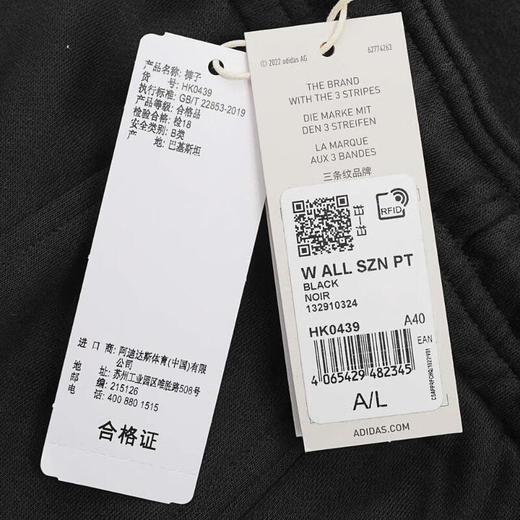 产品名称: 裤子
货 号: HK0439
执行标准: GB/T 22853-2019
产品等级: 合格品
检验合格: 检18
安全类别: B类
产 地: 巴基斯坦
进 口 商: 阿迪达斯体育(中国)有限公司
地 址: 苏州工业园区唯胜路508号
邮 编: 215126
电 话: 400 880 1515
合格证
© 2022 adidas AG
62774263
THE BRAND
WITH THE 3 STRIPES
DIE MARKE MIT
DEN 3 STREIFEN
LA MARQUE
AUX 3 BANDES
三条纹品牌
RFID
W ALL SZN PT
BLACK
NOIR
132910324
HK0439
A40
EAN
4 065429 482345
A/L
ADIDAS.COM